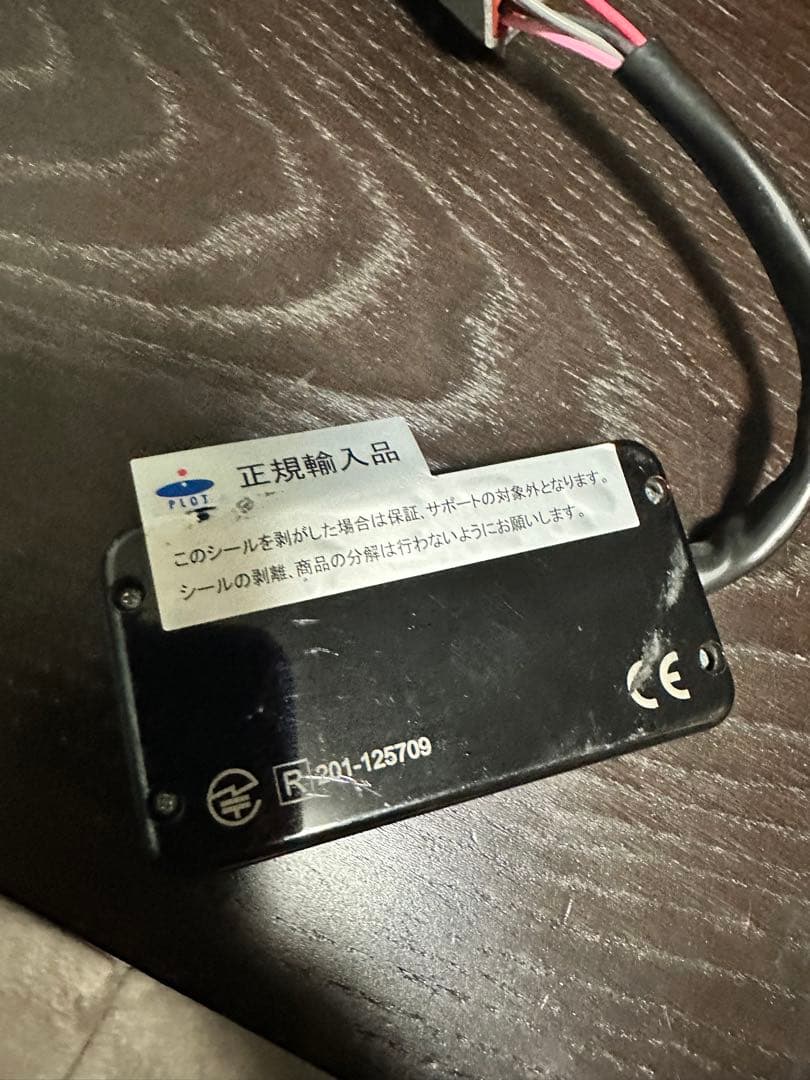 PLOT
正規輸入品
このシールを剥がした場合は保証、サポートの対象外となります。
シールの剥離、商品の分解は行わないようにお願いします。
CE
R 201-125709